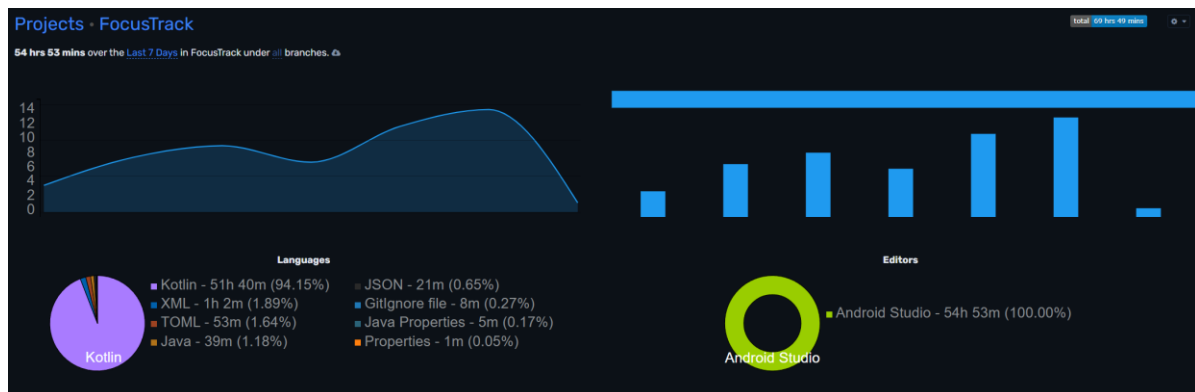 Projects • FocusTrack
total 69 hrs 49 mins
54 hrs 53 mins over the Last 7 Days in FocusTrack under all branches.
14
12
10
8
6
4
2
0
Languages
Kotlin - 51h 40m (94.15%)
XML - 1h 2m (1.89%)
TOML - 53m (1.64%)
Java - 39m (1.18%)
JSON - 21m (0.65%)
GitIgnore file - 8m (0.27%)
Java Properties - 5m (0.17%)
Properties - 1m (0.05%)
Kotlin
Editors
Android Studio - 54h 53m (100.00%)
Android Studio